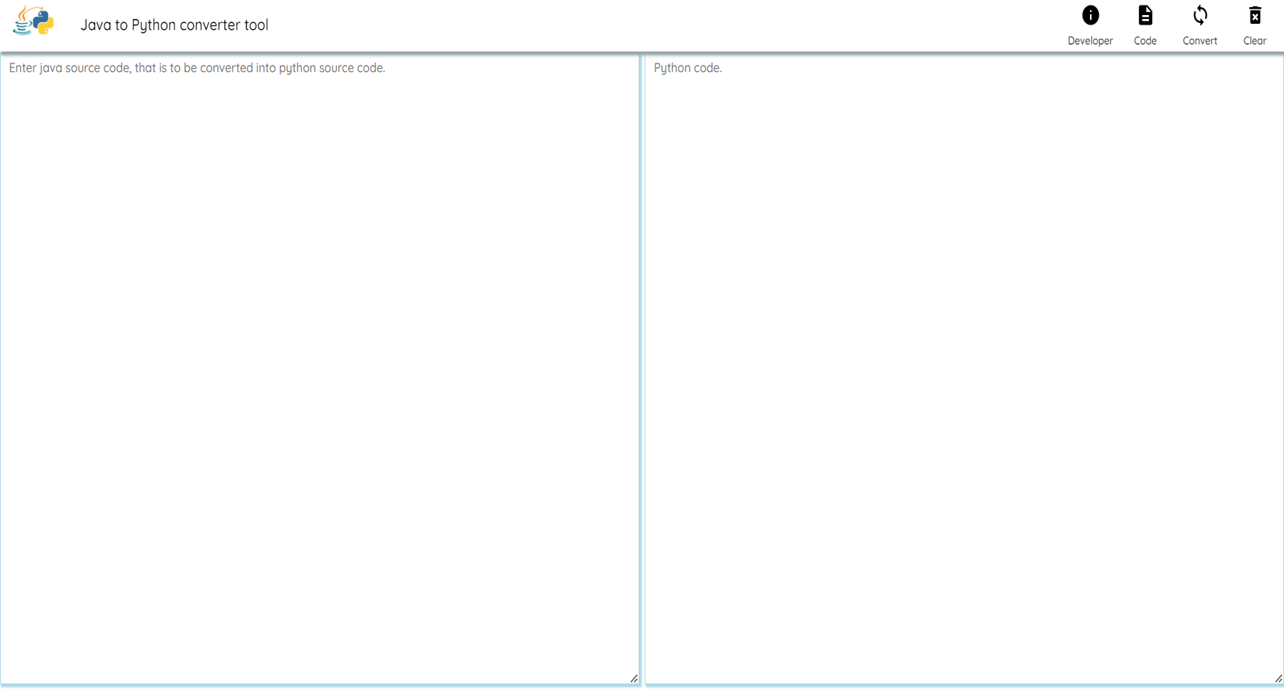 Java to Python converter tool
Developer Code Convert Clear
Enter java source code, that is to be converted into python source code.
Python code.